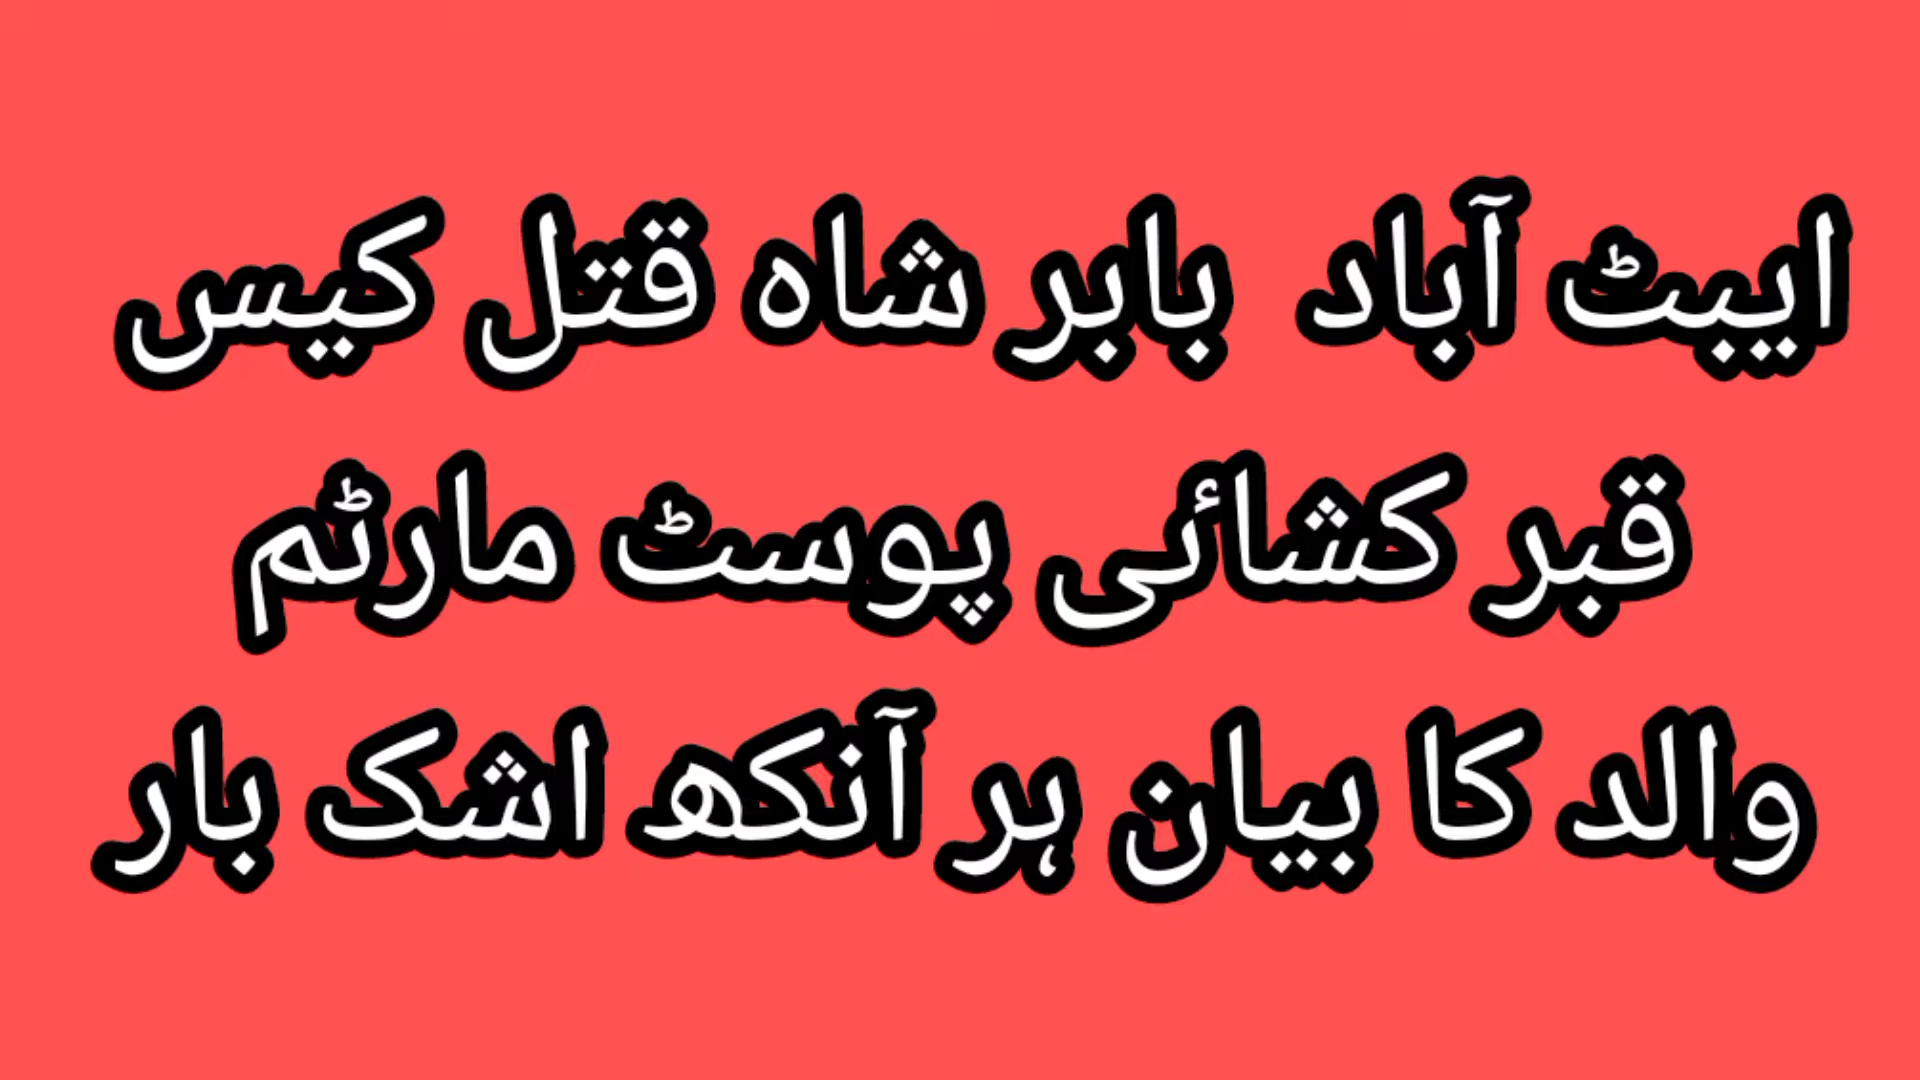 ایبٹ آباد  بابر شاہ قتل کیس
قبر کشائی پوسٹ مارٹم
والد کا بیان ہر آنکھ اشک بار